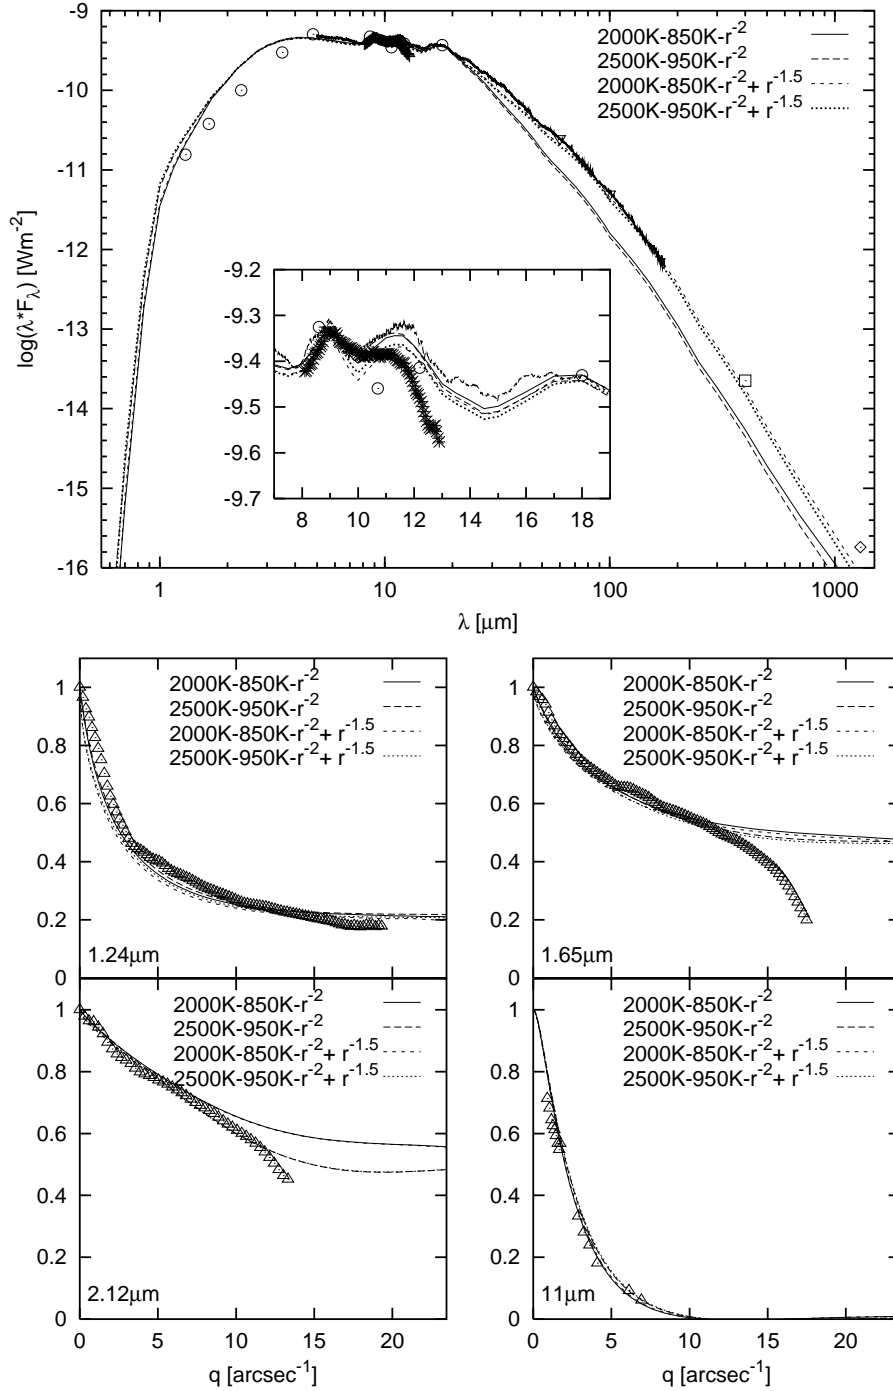 -9
-10
-11
-12
-13
-14
-15
-16
log(λ*Fλ) [Wm-2]
2000K-850K-r-2
2500K-950K-r-2
2000K-850K-r-2+ r-1.5
2500K-950K-r-2+ r-1.5
-9.2
-9.3
-9.4
-9.5
-9.6
-9.7
8 10 12 14 16 18
1 10 100 1000
λ [μm]
1
0.8
0.6
0.4
0.2
0
2000K-850K-r-2
2500K-950K-r-2
2000K-850K-r-2+ r-1.5
2500K-950K-r-2+ r-1.5
1.24μm
1
0.8
0.6
0.4
0.2
0
2000K-850K-r-2
2500K-950K-r-2
2000K-850K-r-2+ r-1.5
2500K-950K-r-2+ r-1.5
1.65μm
1
0.8
0.6
0.4
0.2
0
2000K-850K-r-2
2500K-950K-r-2
2000K-850K-r-2+ r-1.5
2500K-950K-r-2+ r-1.5
2.12μm
0 5 10 15 20
q [arcsec-1]
1
0.8
0.6
0.4
0.2
0
2000K-850K-r-2
2500K-950K-r-2
2000K-850K-r-2+ r-1.5
2500K-950K-r-2+ r-1.5
11μm
0 5 10 15 20
q [arcsec-1]